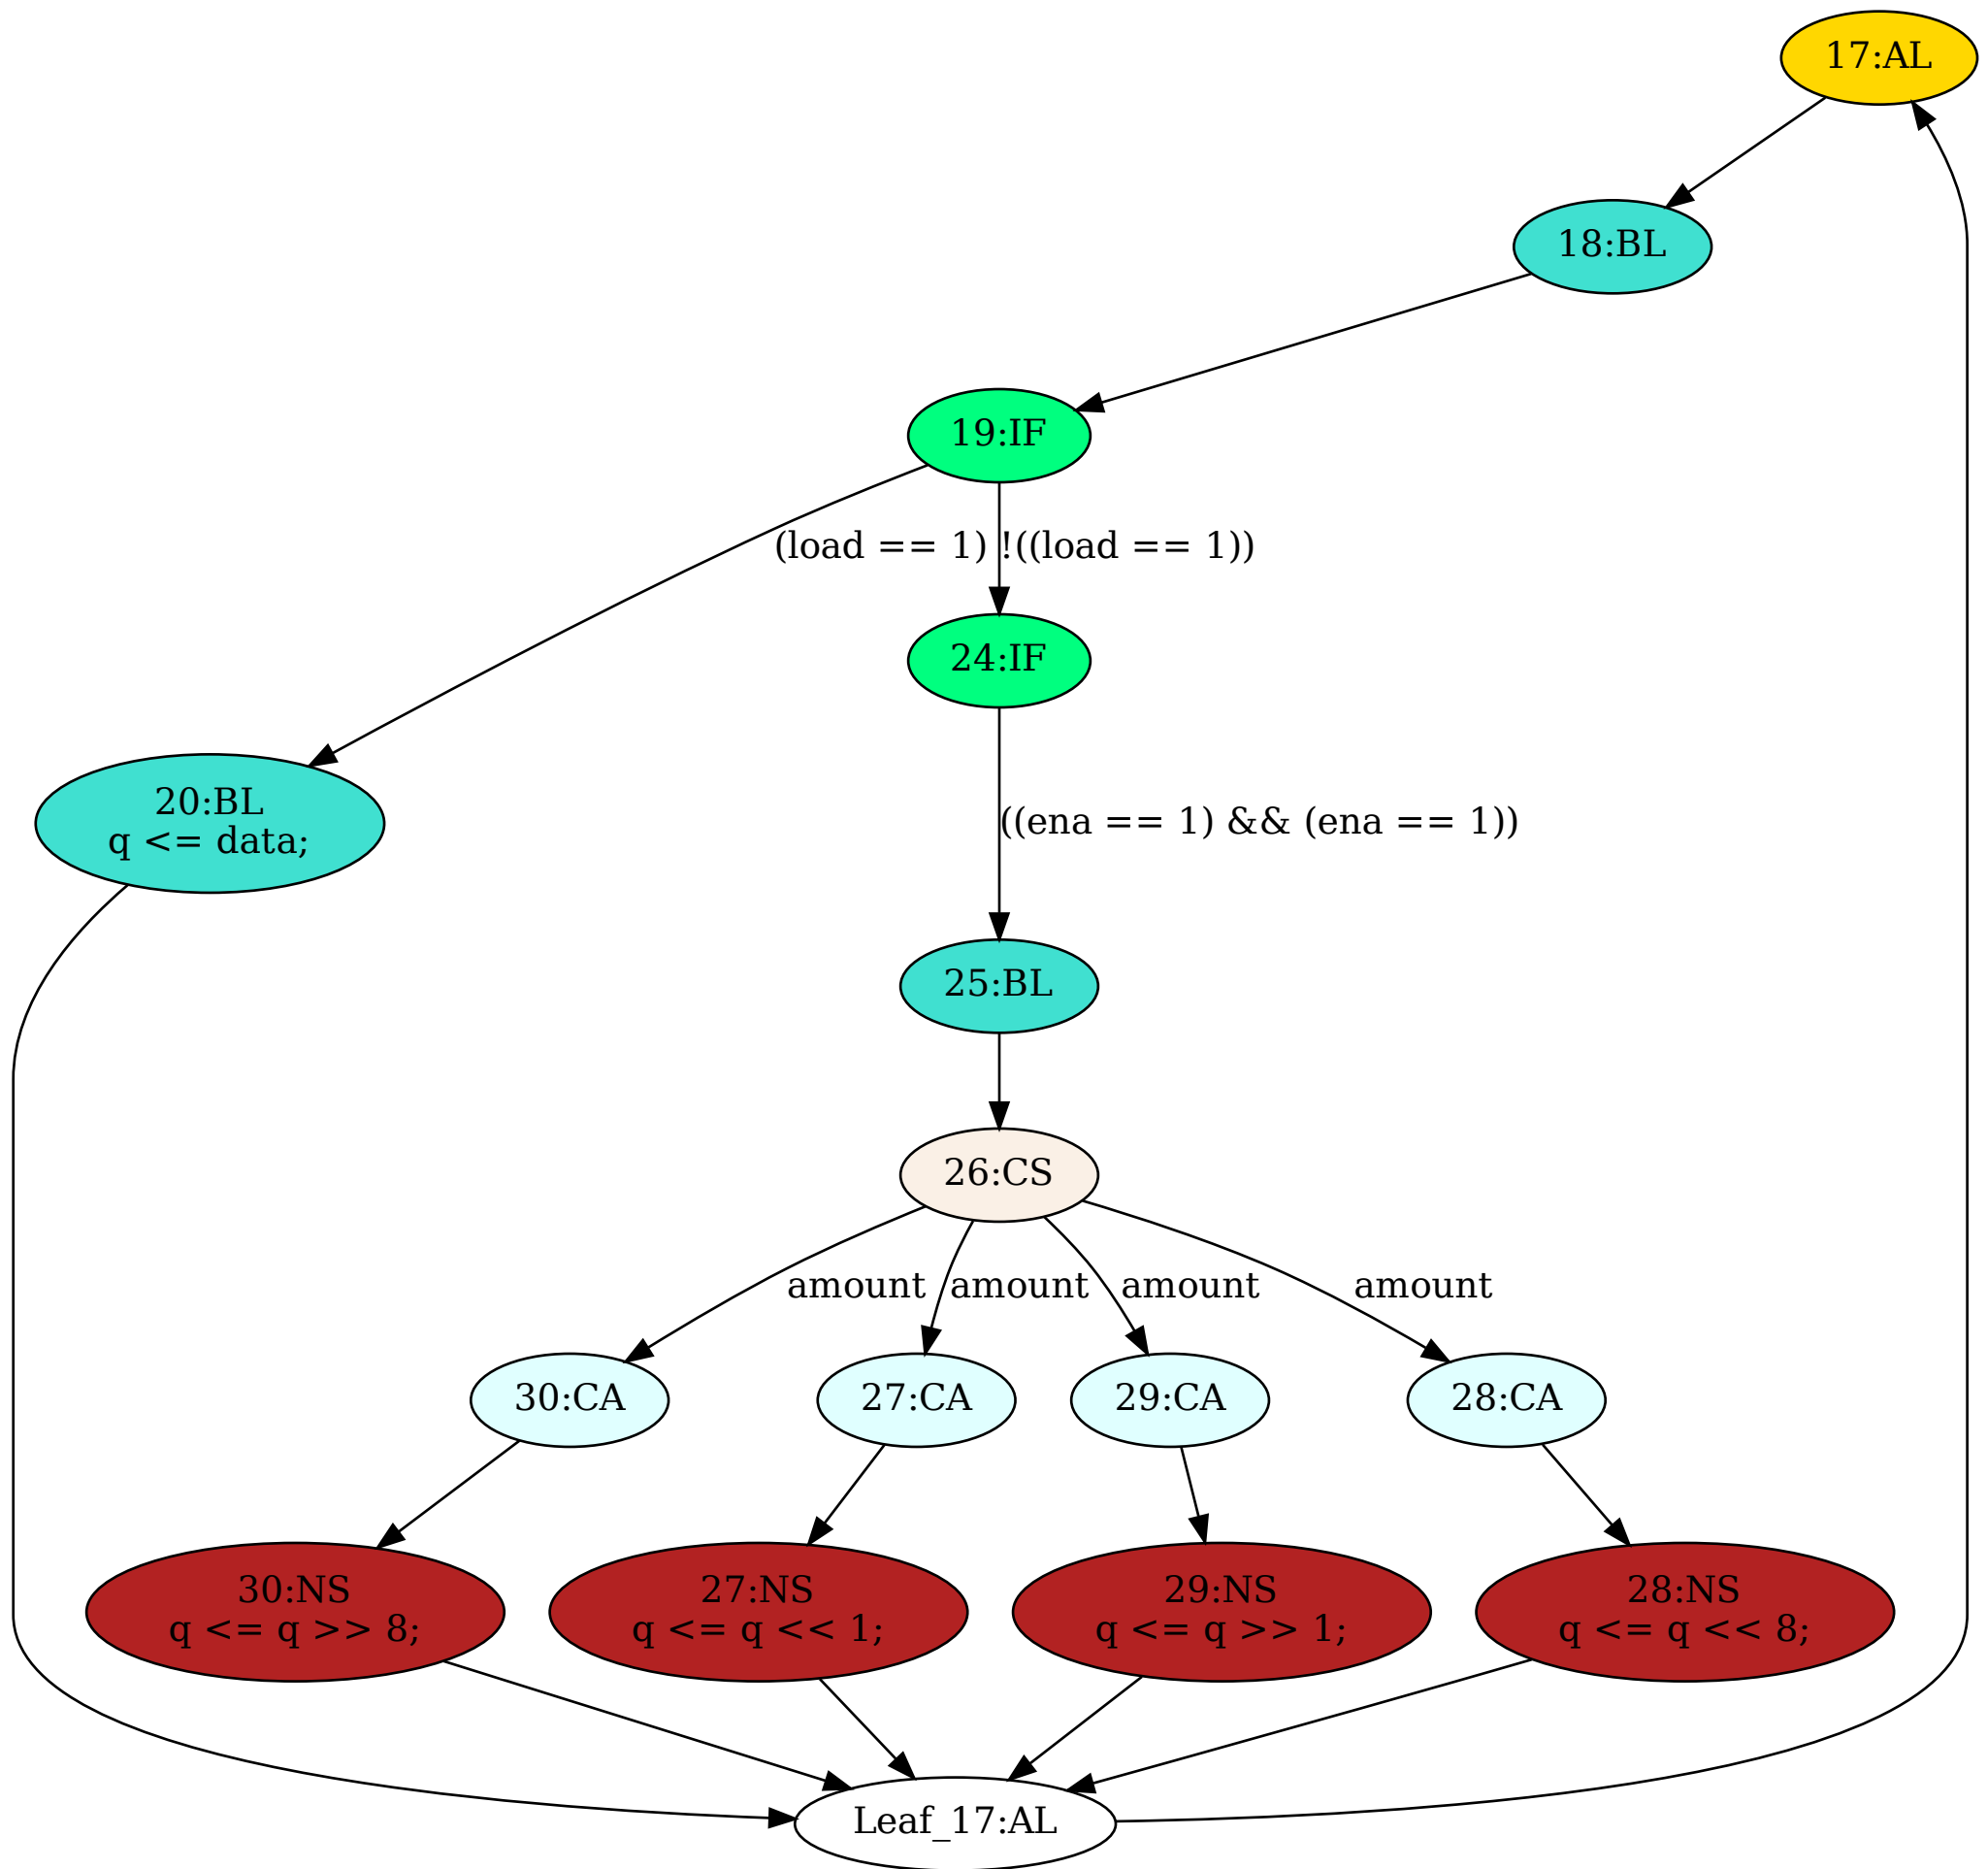 17:AL
18:BL
19:IF
(load == 1)
!((load == 1))
24:IF
20:BL
q <= data;
((ena == 1) && (ena == 1))
25:BL
26:CS
amount
amount
amount
amount
30:CA
27:CA
29:CA
28:CA
30:NS
q <= q >> 8;
27:NS
q <= q << 1;
29:NS
q <= q >> 1;
28:NS
q <= q << 8;
Leaf_17:AL